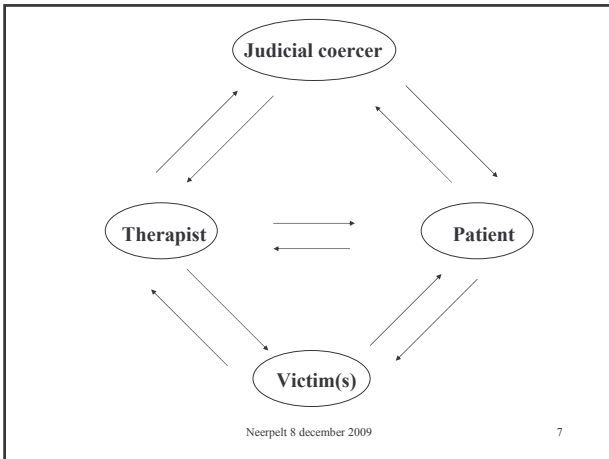 Judicial coercer
Therapist
Patient
Victim(s)
Neerpelt 8 december 2009
7